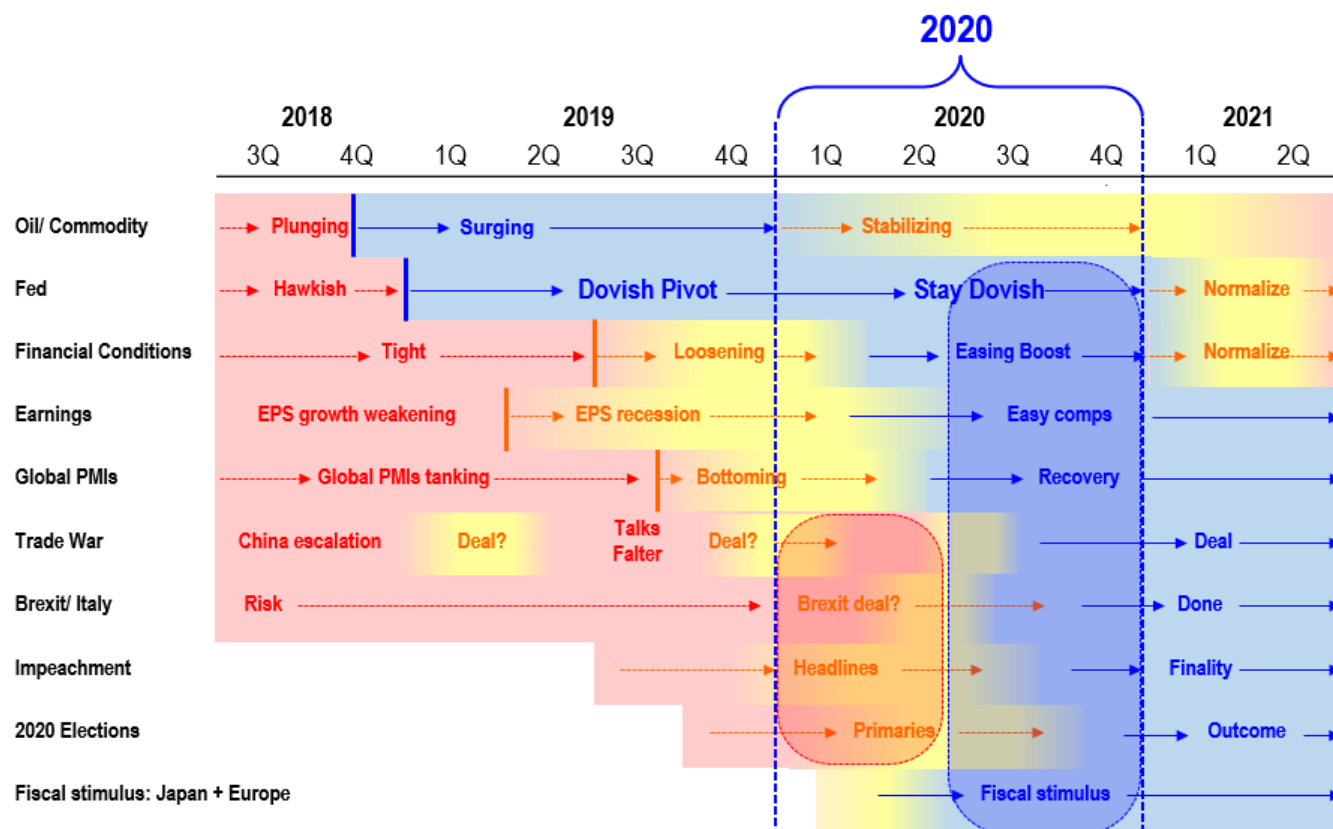 2020
2018 2019 2020 2021
3Q 4Q 1Q 2Q 3Q 4Q 1Q 2Q 3Q 4Q 1Q 2Q
Oil/ Commodity Plunging Surging Stabilizing
Fed Hawkish Dovish Pivot Stay Dovish Normalize
Financial Conditions Tight Loosening Easing Boost Normalize
Earnings EPS growth weakening EPS recession Easy comps
Global PMIs Global PMIs tanking Bottoming Recovery
Trade War China escalation Deal? Talks Falter Deal? Deal
Brexit/ Italy Risk Brexit deal? Done
Impeachment Headlines Finality
2020 Elections Primaries Outcome
Fiscal stimulus: Japan + Europe Fiscal stimulus